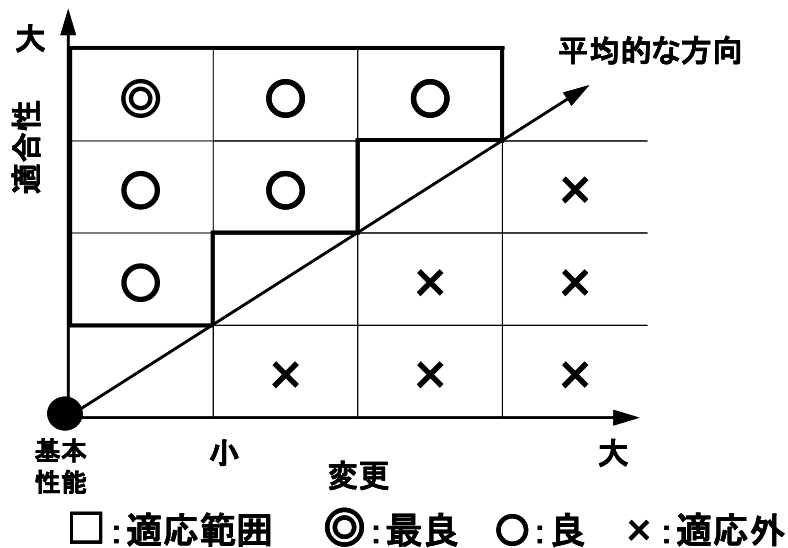 大
平均的な方向
適合性
◎ ○ ○
○ ○ ×
○ × ×
× × ×
基本
性能
小
変更
大
□:適応範囲 ◎:最良 ○:良 ×:適応外